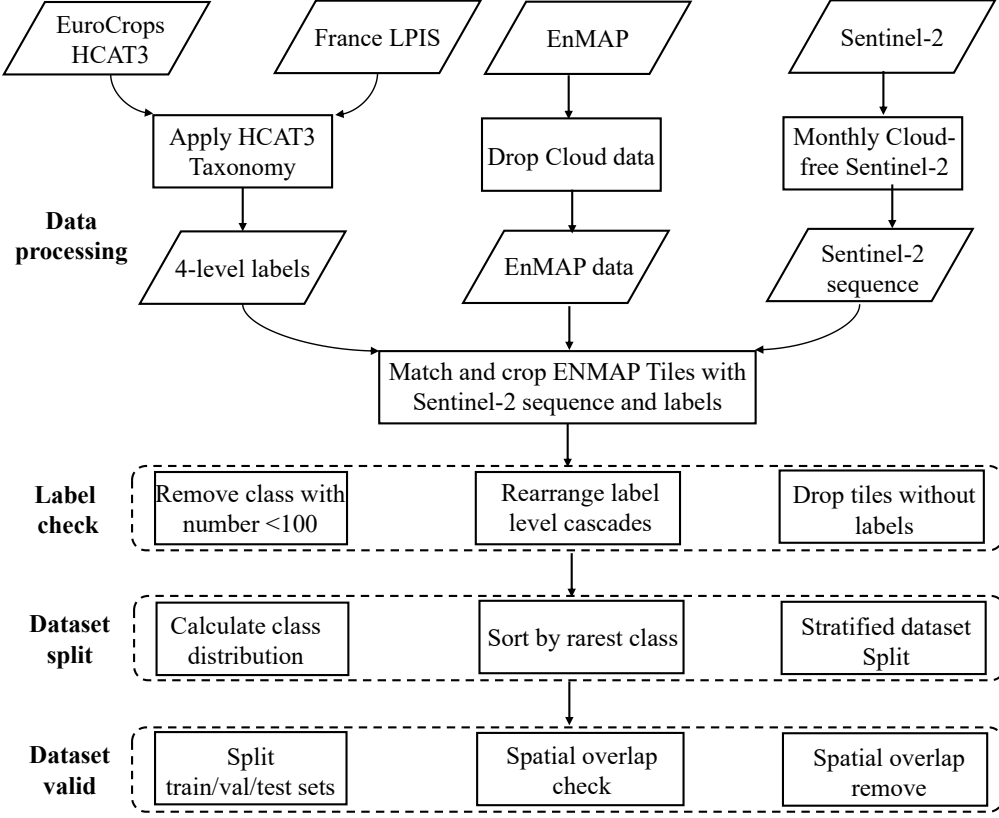 EuroCrops
HCAT3
France LPIS
EnMAP
Sentinel-2
Apply HCAT3
Taxonomy
Drop Cloud data
Monthly Cloud-
free Sentinel-2
Data
processing
4-level labels
EnMAP data
Sentinel-2
sequence
Match and crop ENMAP Tiles with
Sentinel-2 sequence and labels
Label
check
Remove class with
number <100
Rearrange label
level cascades
Drop tiles without
labels
Dataset
split
Calculate class
distribution
Sort by rarest class
Stratified dataset
Split
Dataset
valid
Split
train/val/test sets
Spatial overlap
check
Spatial overlap
remove